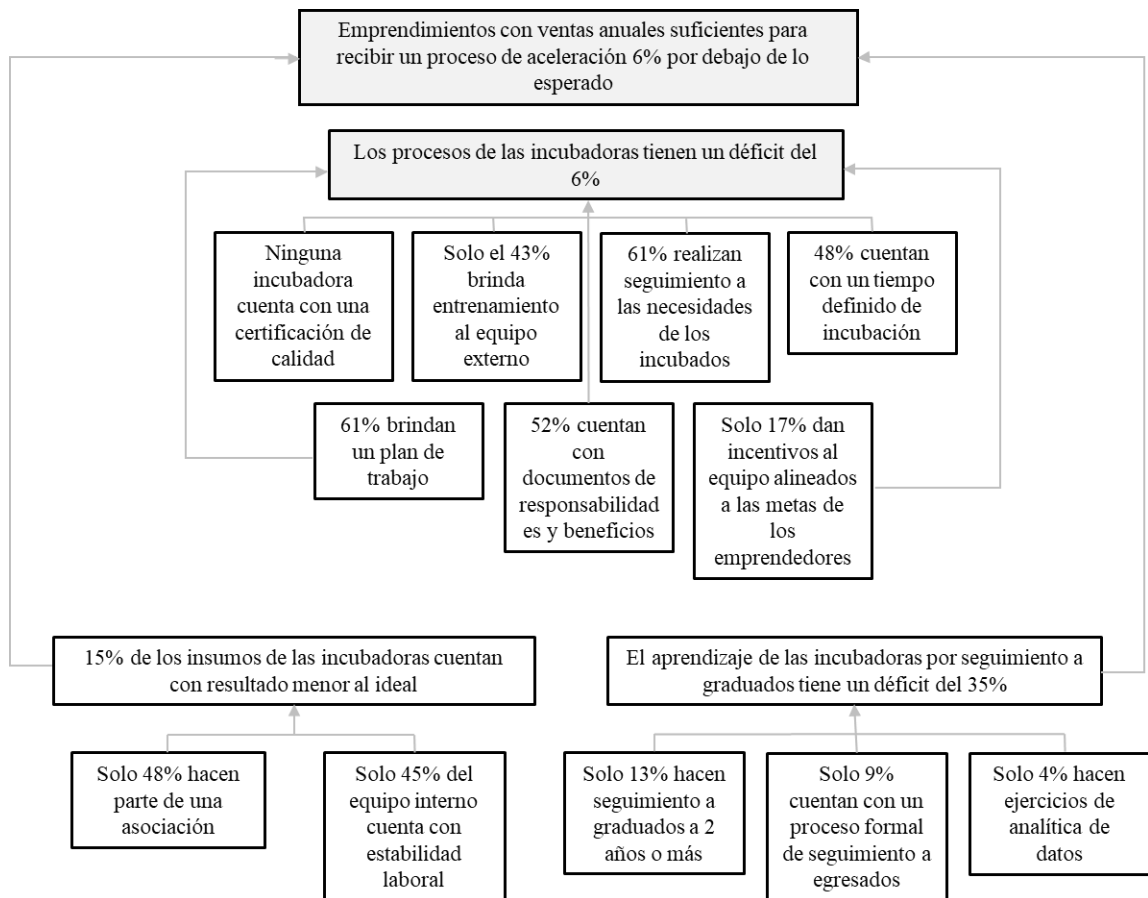 Emprendimientos con ventas anuales suficientes para
recibir un proceso de aceleración 6% por debajo de lo
esperado
Los procesos de las incubadoras tienen un déficit del
6%
Ninguna
incubadora
cuenta con una
certificación de
calidad
Solo el 43%
brinda
entrenamiento
al equipo
externo
61% realizan
seguimiento a
las necesidades
de los
incubados
48% cuentan
con un tiempo
definido de
incubación
61% brindan
un plan de
trabajo
52% cuentan
con
documentos de
responsabilidad
es y beneficios
Solo 17% dan
incentivos al
equipo alineados
a las metas de
los
emprendedores
15% de los insumos de las incubadoras cuentan
con resultado menor al ideal
El aprendizaje de las incubadoras por seguimiento a
graduados tiene un déficit del 35%
Solo 48% hacen
parte de una
asociación
Solo 45% del
equipo interno
cuenta con
estabilidad
laboral
Solo 13% hacen
seguimiento a
graduados a 2
años o más
Solo 9%
cuentan con un
proceso formal
de seguimiento a
egresados
Solo 4% hacen
ejercicios de
analítica de
datos